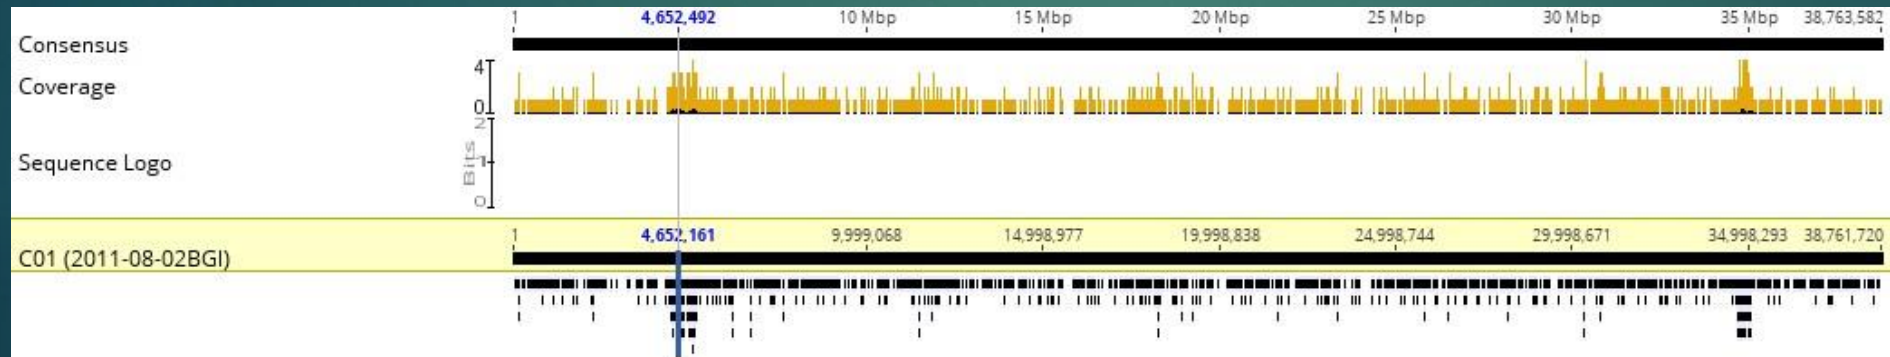 1 4,652,492 10 Mbp 15 Mbp 20 Mbp 25 Mbp 30 Mbp 35 Mbp 38,763,582
Consensus
Coverage
4
0
Sequence Logo
Bits
2
1
0
1 4,652,161 9,999,068 14,998,977 19,998,838 24,998,744 29,998,671 34,998,293 38,761,720
C01 (2011-08-02BGI)